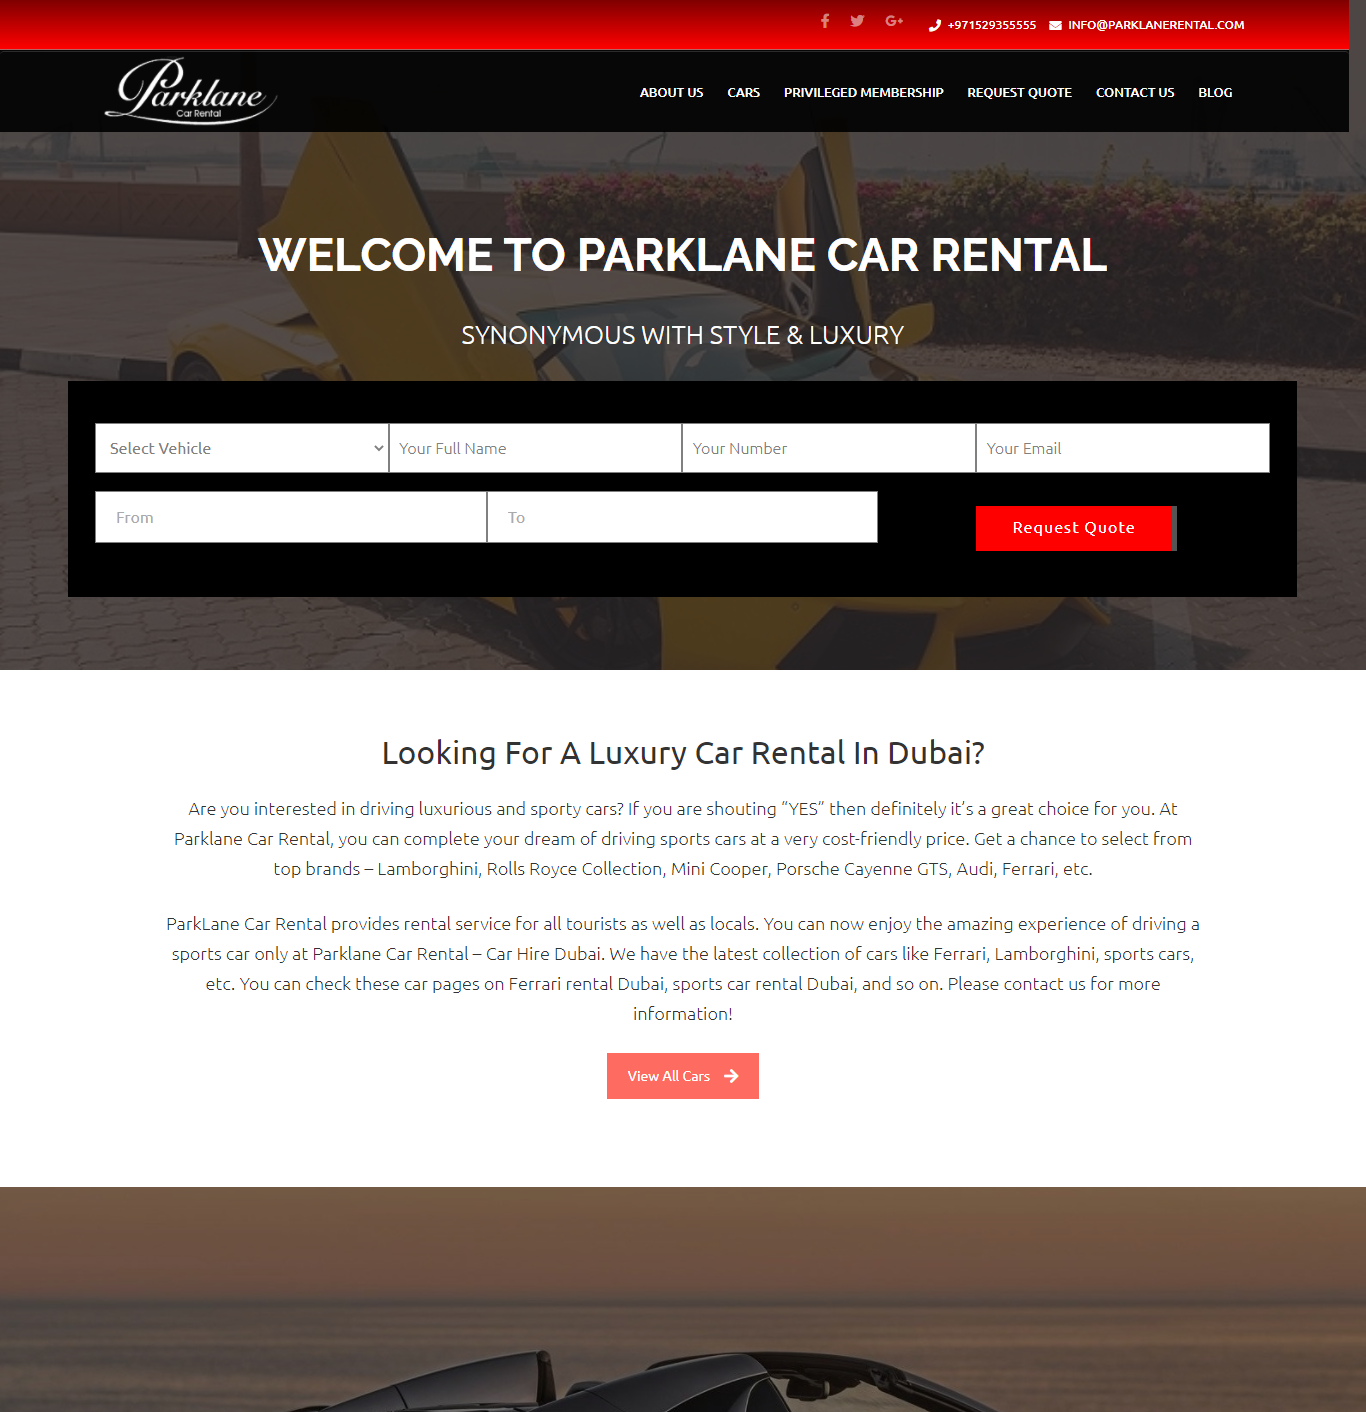 +971529355555 INFO@PARKLANERENTAL.COM
Parklane
Car Rental
ABOUT US CARS PRIVILEGED MEMBERSHIP REQUEST QUOTE CONTACT US BLOG
WELCOME TO PARKLANE CAR RENTAL
SYNONYMOUS WITH STYLE & LUXURY
Select Vehicle Your Full Name Your Number Your Email
From To Request Quote
Looking For A Luxury Car Rental In Dubai?
Are you interested in driving luxurious and sporty cars? If you are shouting “YES” then definitely it’s a great choice for you. At
Parklane Car Rental, you can complete your dream of driving sports cars at a very cost-friendly price. Get a chance to select from
top brands – Lamborghini, Rolls Royce Collection, Mini Cooper, Porsche Cayenne GTS, Audi, Ferrari, etc.
ParkLane Car Rental provides rental service for all tourists as well as locals. You can now enjoy the amazing experience of driving a
sports car only at Parklane Car Rental – Car Hire Dubai. We have the latest collection of cars like Ferrari, Lamborghini, sports cars,
etc. You can check these car pages on Ferrari rental Dubai, sports car rental Dubai, and so on. Please contact us for more
information!
View All Cars